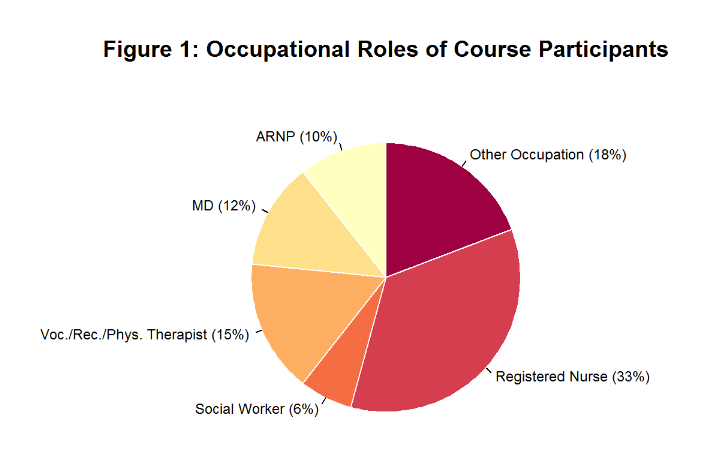 Figure 1: Occupational Roles of Course Participants
ARNP (10%)
Other Occupation (18%)
MD (12%)
Voc./Rec./Phys. Therapist (15%)
Registered Nurse (33%)
Social Worker (6%)